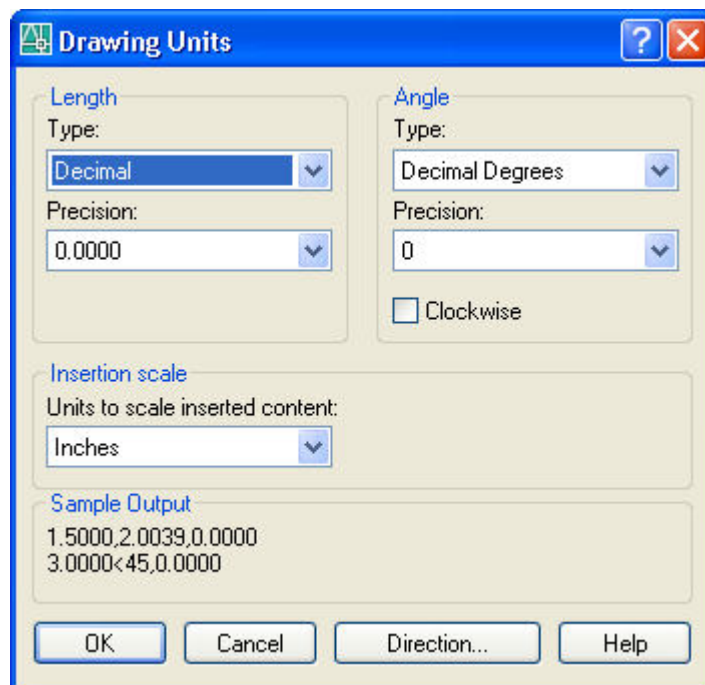 Drawing Units
Length
Type:
Decimal
Precision:
0.0000
Angle
Type:
Decimal Degrees
Precision:
0
Clockwise
Insertion scale
Units to scale inserted content:
Inches
Sample Output
1.5000,2.0039,0.0000
3.0000<45,0.0000
OK Cancel Direction... Help